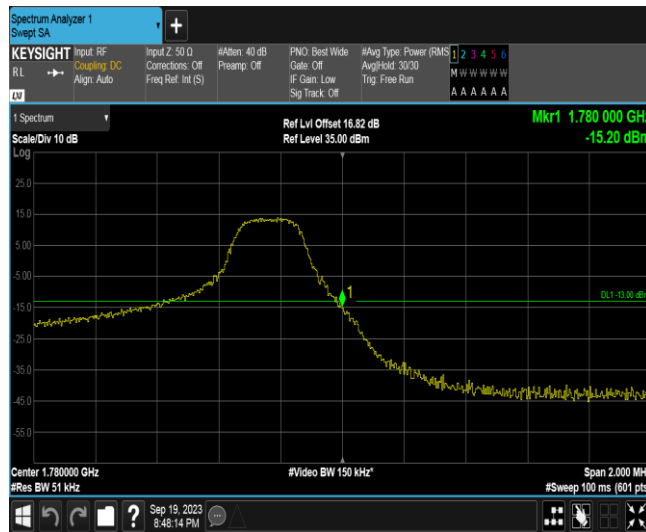 Spectrum Analyzer 1
Swept SA
+
KEYSIGHT Input: RF Input Z: 50 Ω #Atten: 40 dB PNO: Best Wide #Avg Type: Power (RMS 1 2 3 4 5 6
RL Coupling: DC Corrections: Off Preamp: Off Gate: Off Avg|Hold: 30/30 M W W W W W
Align: Auto Freq Ref: Int (S) IF Gain: Low Trig: Free Run
LXI Sig Track: Off A A A A A A
1 Spectrum
Scale/Div 10 dB
Ref Lvl Offset 16.82 dB
Ref Level 35.00 dBm
Mkr1 1.780 000 GHz
-15.20 dBm
Log
25.0
15.0
5.00
-5.00
1
DL1 -13.00 dBm
-15.0
-25.0
-35.0
-45.0
-55.0
Center 1.780000 GHz #Video BW 150 kHz* Span 2.000 MH
#Res BW 51 kHz #Sweep 100 ms (601 pts
? Sep 19, 2023
8:48:14 PM